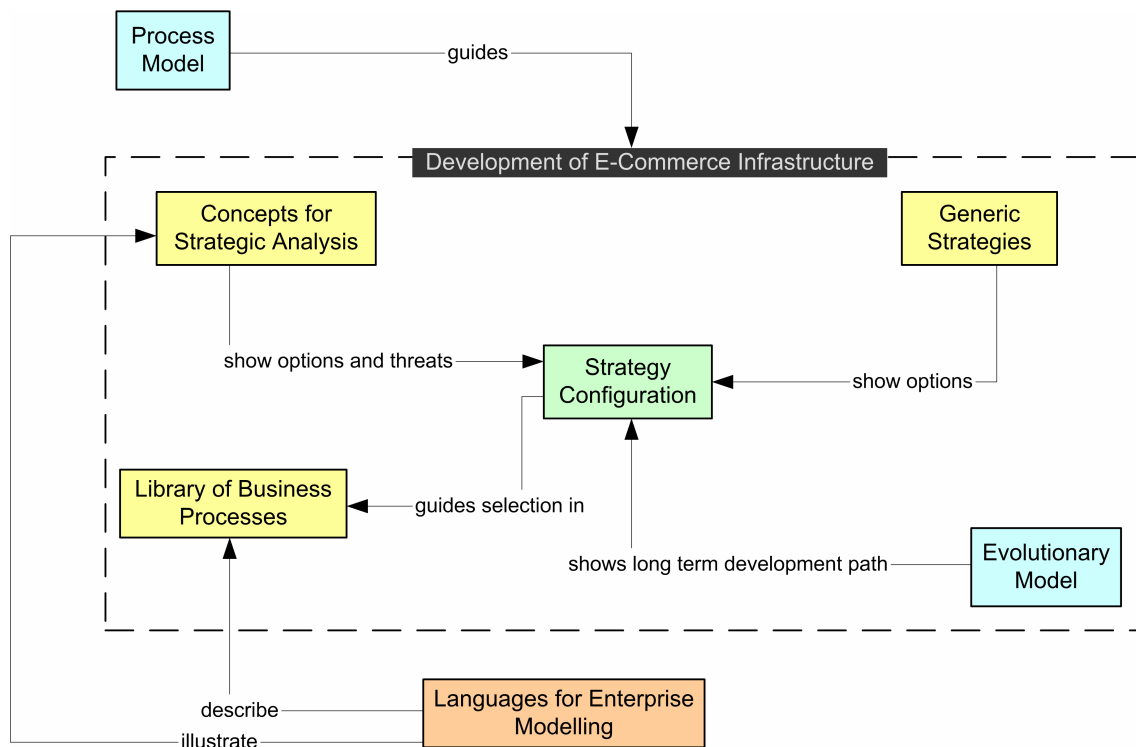 Process
Model
guides
Development of E-Commerce Infrastructure
Concepts for
Strategic Analysis
Generic
Strategies
show options and threats
Strategy
Configuration
show options
Library of Business
Processes
guides selection in
shows long term development path
Evolutionary
Model
Languages for Enterprise
Modelling
describe
illustrate